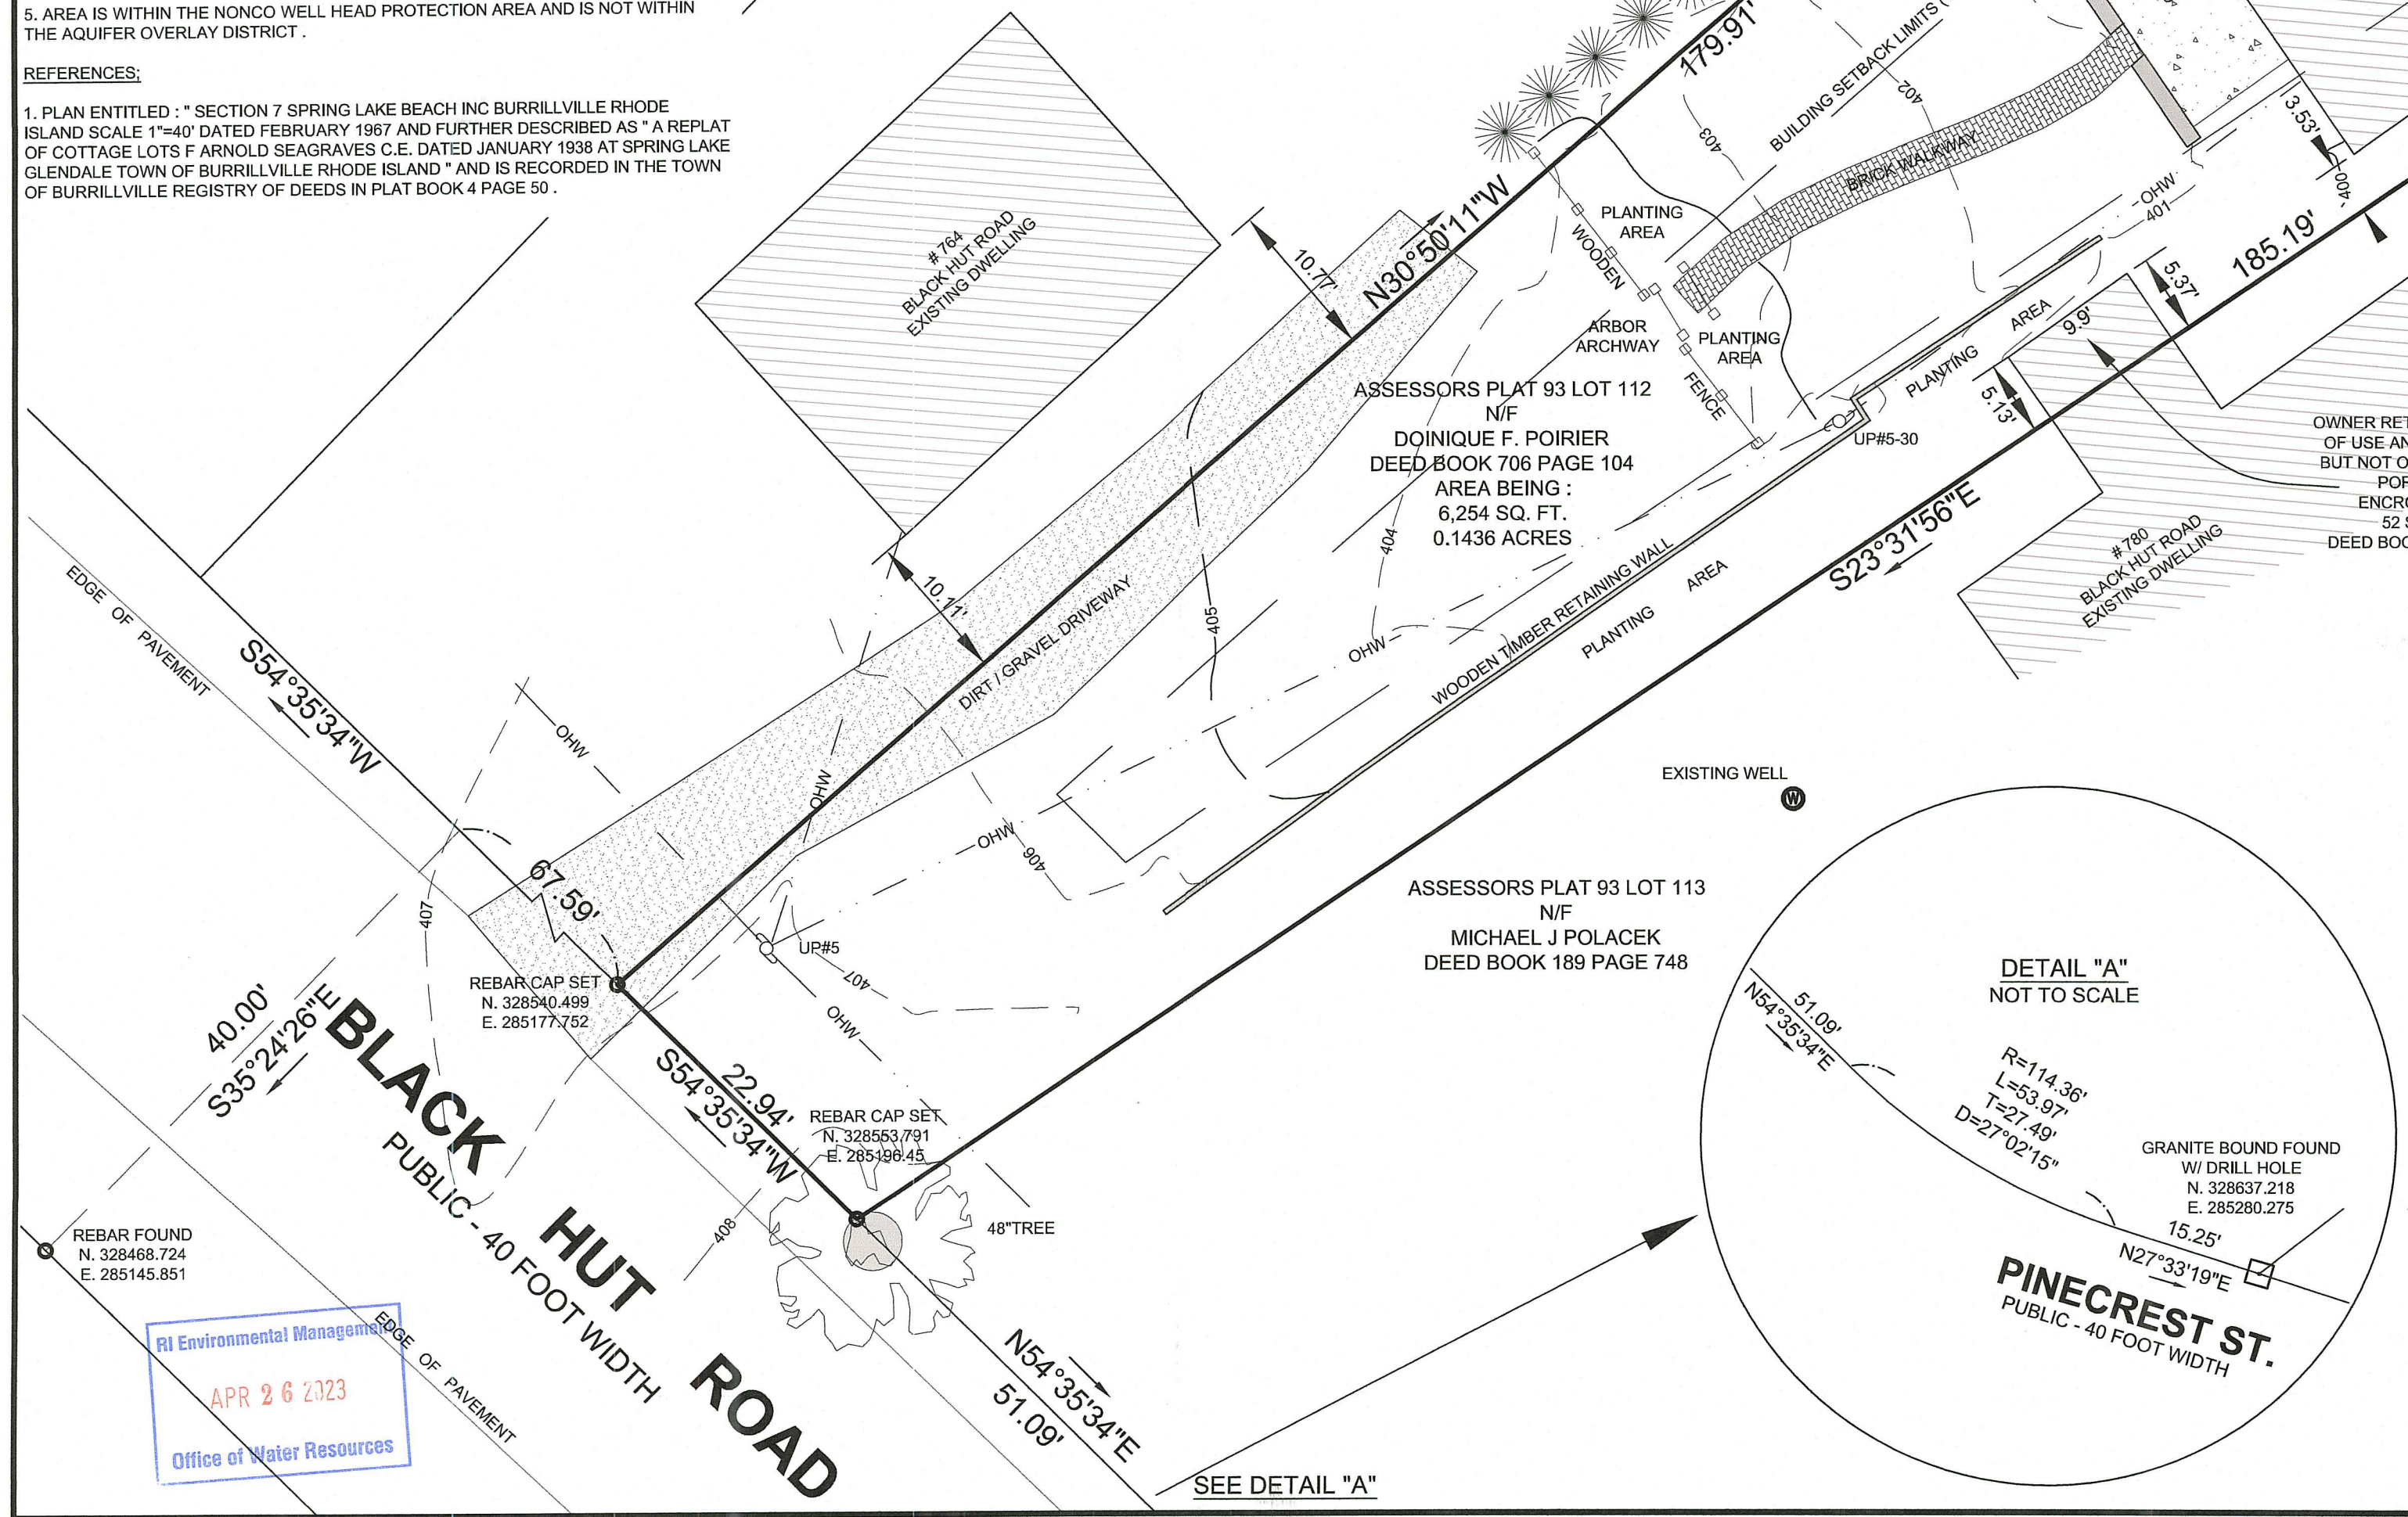 5. AREA IS WITHIN THE NONCO WELL HEAD PROTECTION AREA AND IS NOT WITHIN
THE AQUIFER OVERLAY DISTRICT .
REFERENCES;
1. PLAN ENTITLED : " SECTION 7 SPRING LAKE BEACH INC BURRILLVILLE RHODE
ISLAND SCALE 1"=40' DATED FEBRUARY 1967 AND FURTHER DESCRIBED AS " A REPLAT
OF COTTAGE LOTS F ARNOLD SEAGRAVES C.E. DATED JANUARY 1938 AT SPRING LAKE
GLENDALE TOWN OF BURRILLVILLE RHODE ISLAND " AND IS RECORDED IN THE TOWN
OF BURRILLVILLE REGISTRY OF DEEDS IN PLAT BOOK 4 PAGE 50 .
# 764
BLACK HUT ROAD
EXISTING DWELLING
10.77'
N30°50'11"W
179.91'
BUILDING SETBACK LIMITS (
402
403
BRICK WALKWAY
3.53'
400
OHW
401
185.19'
5.37'
PLANTING
AREA
WOODEN
ARBOR
ARCHWAY
PLANTING
AREA
FENCE
AREA
9.9'
PLANTING
5.13'
UP#5-30
ASSESSORS PLAT 93 LOT 112
N/F
DOINIQUE F. POIRIER
DEED BOOK 706 PAGE 104
AREA BEING :
6,254 SQ. FT.
0.1436 ACRES
404
OWNER RET
OF USE AN
BUT NOT O
POR
ENCRO
52 S
DEED BOO
S23°31'56"E
# 780
BLACK HUT ROAD
EXISTING DWELLING
10.11'
DIRT / GRAVEL DRIVEWAY
405
OHW
WOODEN TIMBER RETAINING WALL
PLANTING
AREA
EDGE OF PAVEMENT
S54°35'34"W
OHW
OHW
OHW
406
EXISTING WELL
W
67.59'
407
UP#5
407
OHW
ASSESSORS PLAT 93 LOT 113
N/F
MICHAEL J POLACEK
DEED BOOK 189 PAGE 748
REBAR CAP SET
N. 328540.499
E. 285177.752
40.00'
S35°24'26"E
22.94'
S54°35'34"W
REBAR CAP SET
N. 328553.791
E. 285196.45
408
48"TREE
BLACK HUT ROAD
PUBLIC - 40 FOOT WIDTH
REBAR FOUND
N. 328468.724
E. 285145.851
EDGE OF PAVEMENT
RI Environmental Management
APR 26 2023
Office of Water Resources
N54°35'34"E
51.09'
SEE DETAIL "A"
DETAIL "A"
NOT TO SCALE
51.09'
N54°35'34"E
R=114.36'
L=53.97'
T=27.49'
D=27°02'15"
GRANITE BOUND FOUND
W/ DRILL HOLE
N. 328637.218
E. 285280.275
15.25'
N27°33'19"E
PINECREST ST.
PUBLIC - 40 FOOT WIDTH